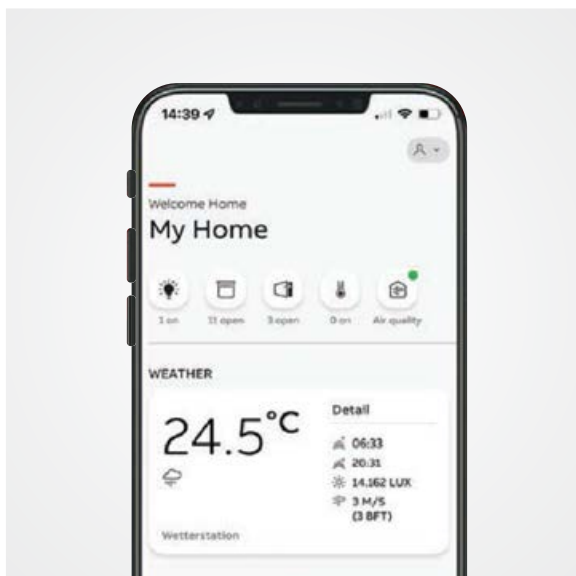 14:39
Welcome Home
My Home
1 on
11 open
3 open
0 on
Air quality
WEATHER
24.5°C
Detail
06:33
20:31
14.162 LUX
3 M/S
(3 BFT)
Wetterstation